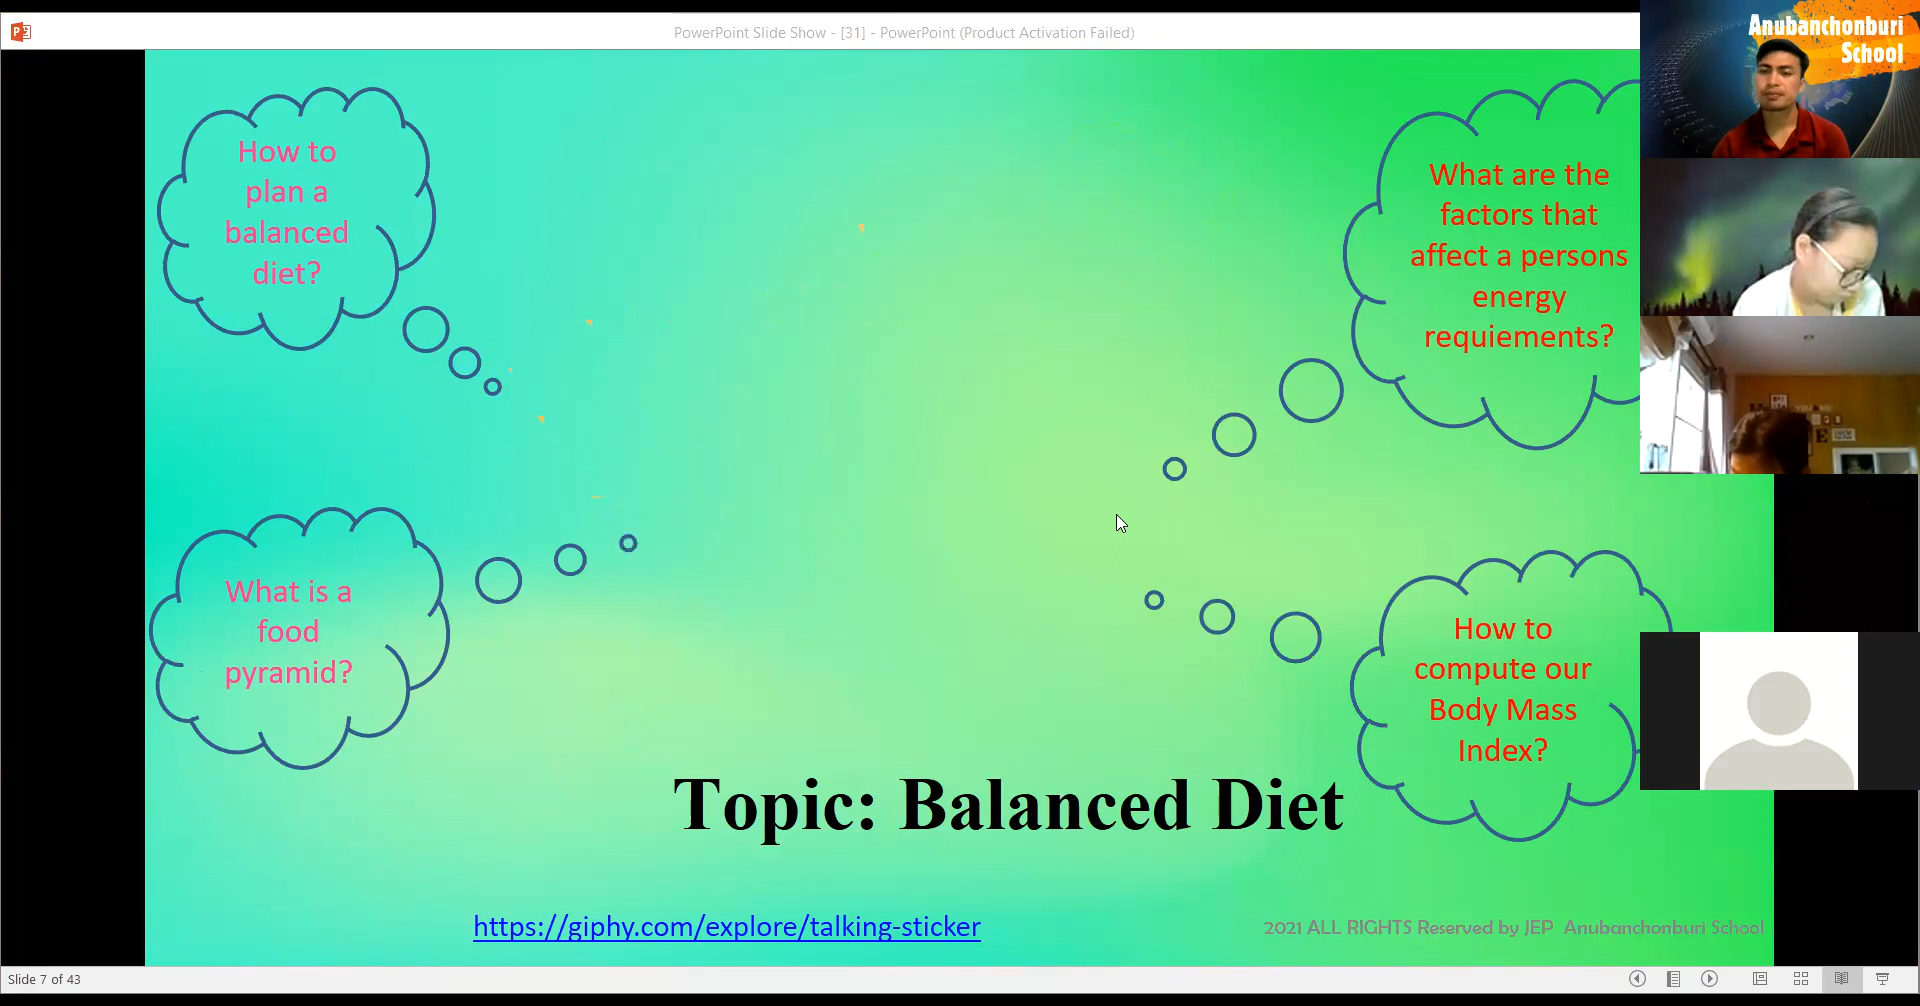 PowerPoint Slide Show - [31] - PowerPoint (Product Activation Failed)
Anubanchonburi
School
How to
plan a
balanced
diet?
What are the
factors that
affect a persons
energy
requiements?
What is a
food
pyramid?
How to
compute our
Body Mass
Index?
Topic: Balanced Diet
https://giphy.com/explore/talking-sticker
2021 ALL RIGHTS Reserved by JEP Anubanchonburi School
Slide 7 of 43